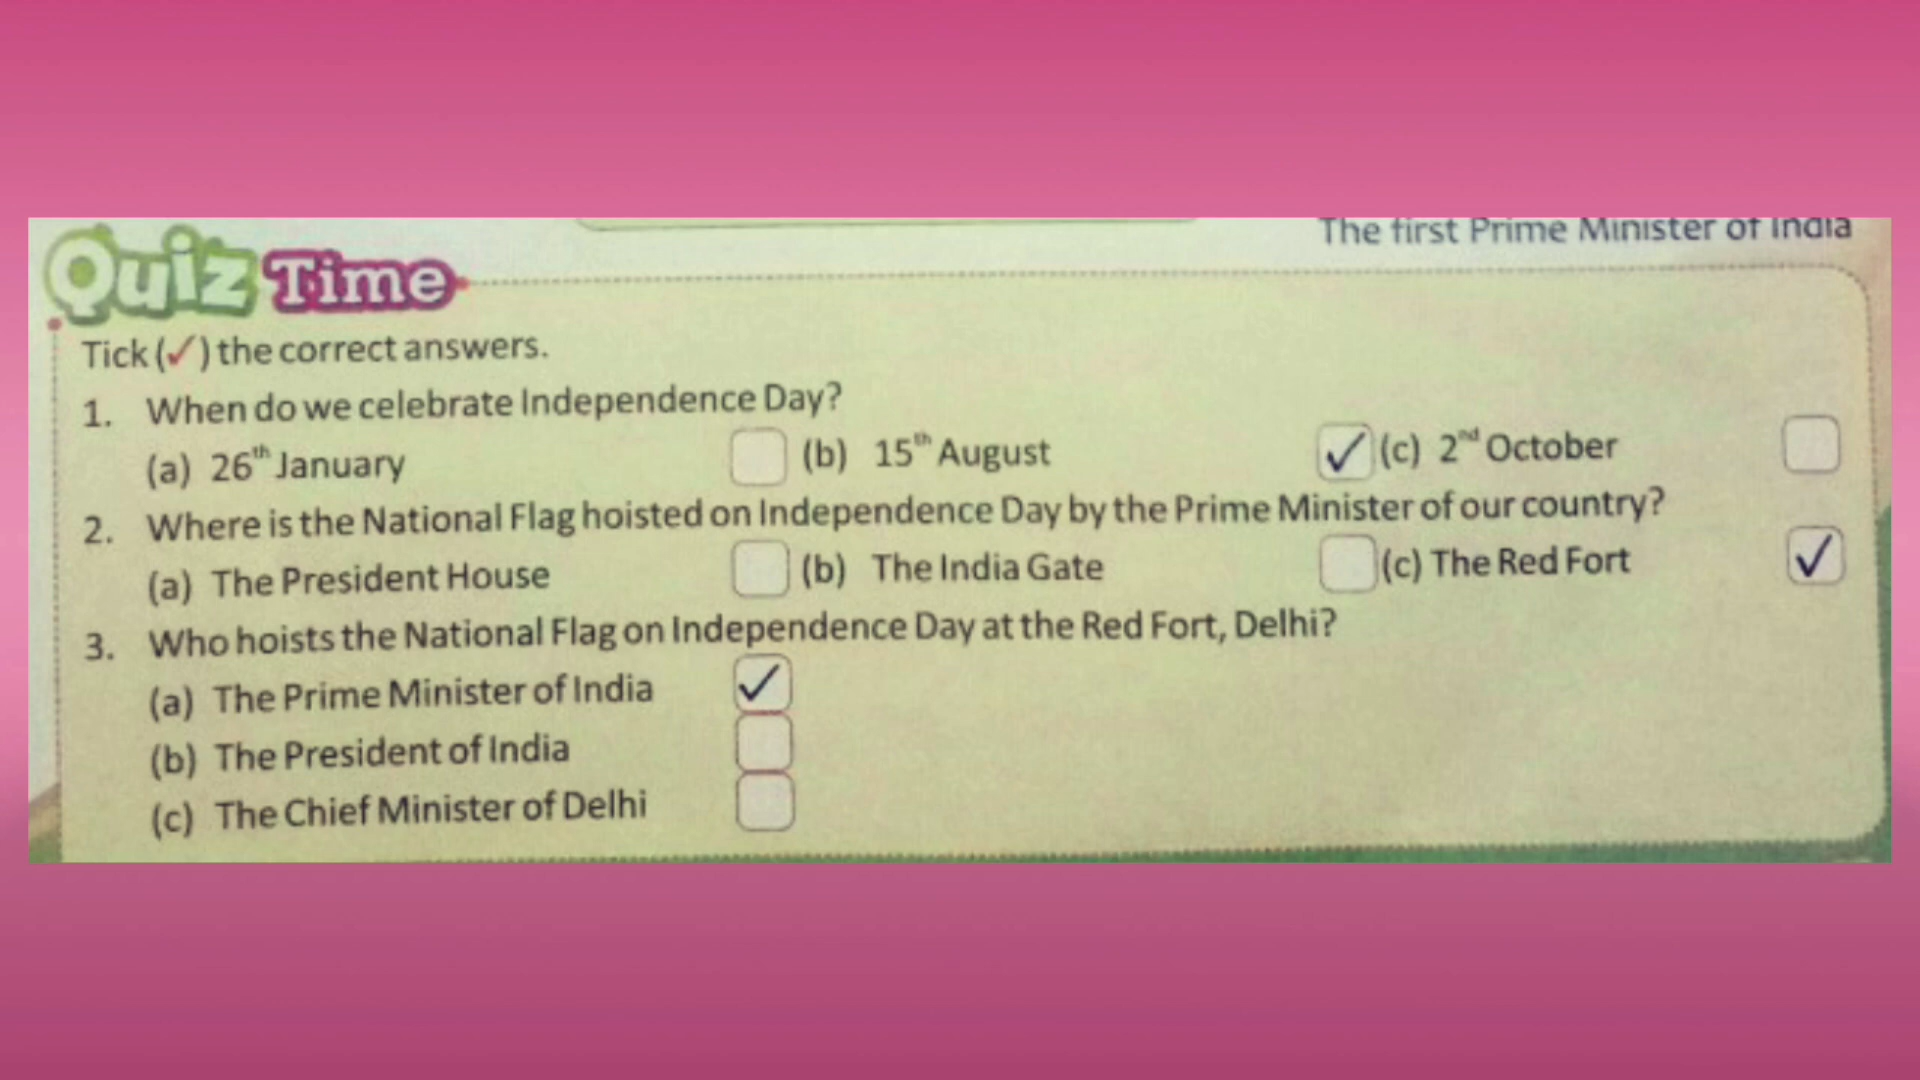 The first Prime Minister of India
Quiz Time
Tick (✓) the correct answers.
1. When do we celebrate Independence Day?
(a) 26th January (b) 15th August ✓ (c) 2nd October
2. Where is the National Flag hoisted on Independence Day by the Prime Minister of our country?
(a) The President House (b) The India Gate (c) The Red Fort ✓
3. Who hoists the National Flag on Independence Day at the Red Fort, Delhi?
(a) The Prime Minister of India ✓
(b) The President of India
(c) The Chief Minister of Delhi